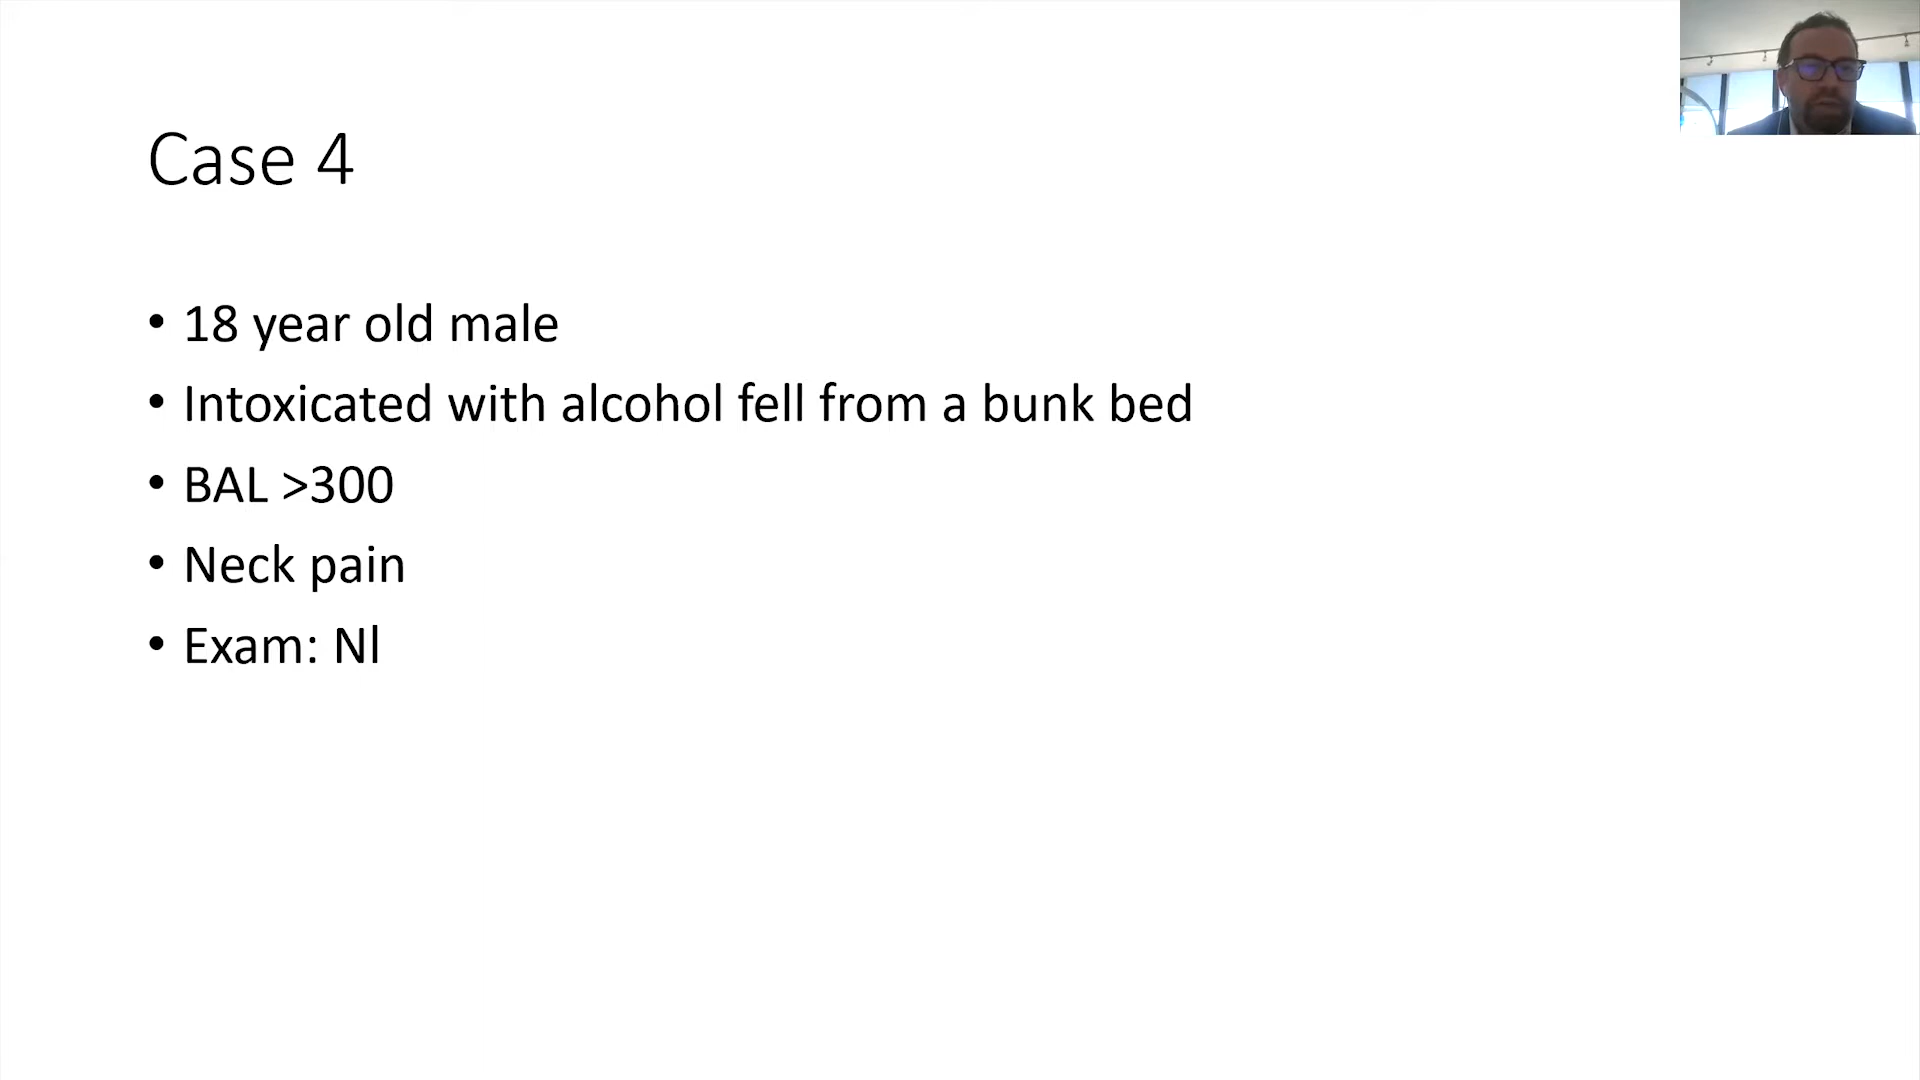 Case 4
• 18 year old male
• Intoxicated with alcohol fell from a bunk bed
• BAL >300
• Neck pain
• Exam: Nl